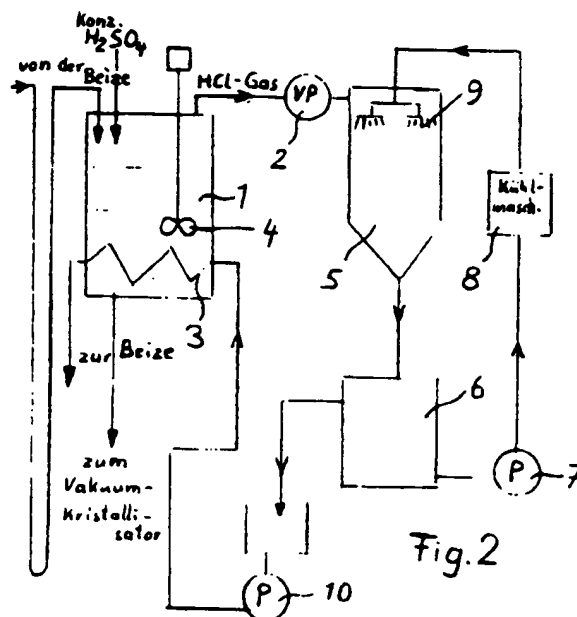 Konz.
H₂SO₄
von der
Beize
HCl-Gas
VP
2
9
1
4
Kühl-
masch.
8
5
3
zur Beize
6
zum
Vakuum-
Kristalli-
sator
P
7
Fig. 2
P
10